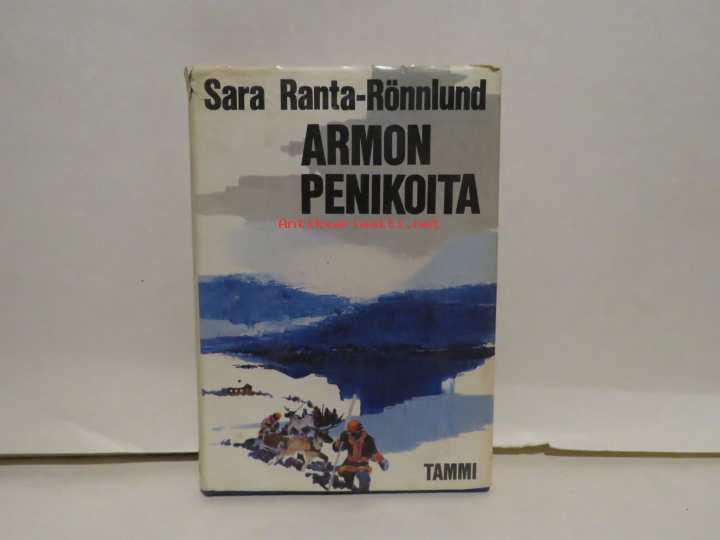 Sara Ranta-Rönnlund
ARMON
PENIKOITA
Antikvariaatti.net
TAMMI